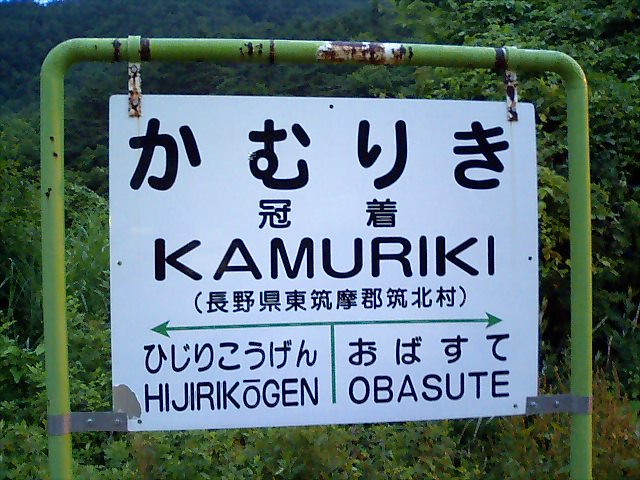 かむりき
冠着
KAMURIKI
(長野県東筑摩郡筑北村)
ひじりこうげん おばすて
HIJIRIKōGEN OBASUTE